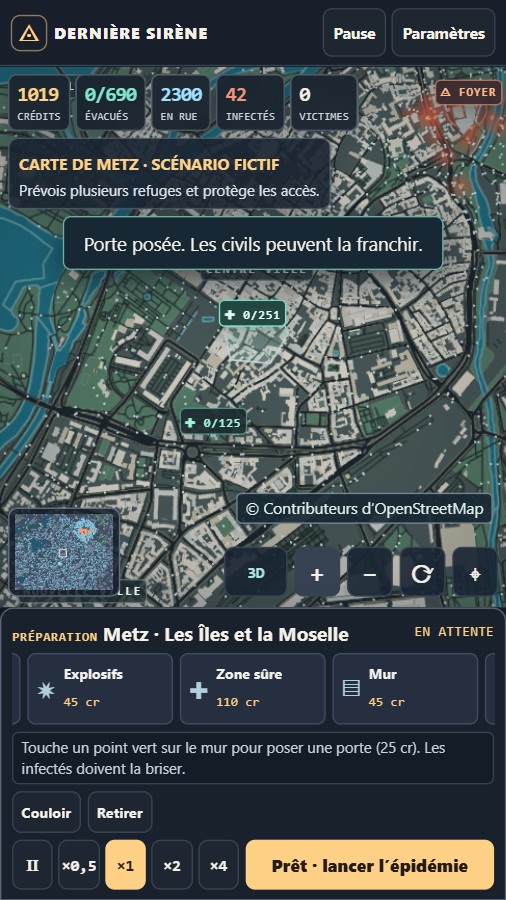 DERNIÈRE SIRÈNE
Pause
Paramètres
1019
CRÉDITS
0/690
ÉVACUÉS
2300
EN RUE
42
INFECTÉS
0
VICTIMES
FOYER
CARTE DE METZ · SCÉNARIO FICTIF
Prévois plusieurs refuges et protège les accès.
Porte posée. Les civils peuvent la franchir.
CENTRE-VILLE
0/251
0/125
© Contributeurs d'OpenStreetMap
LLE
3D
+
−
PRÉPARATION Metz · Les Îles et la Moselle
EN ATTENTE
Explosifs
45 cr
Zone sûre
110 cr
Mur
45 cr
Touche un point vert sur le mur pour poser une porte (25 cr). Les
infectés doivent la briser.
Couloir
Retirer
II
×0,5
×1
×2
×4
Prêt · lancer l'épidémie